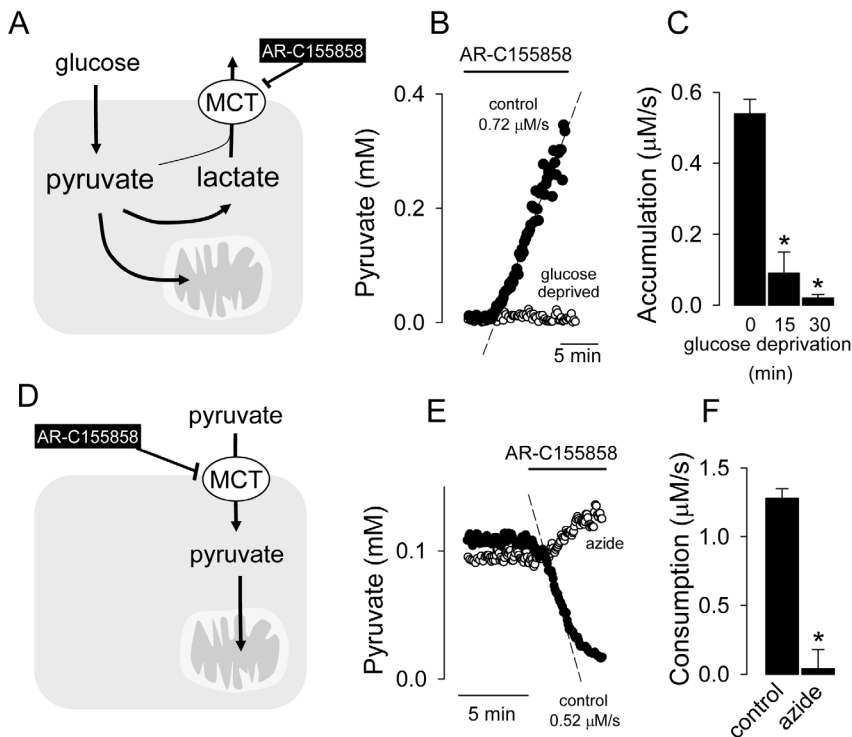 A
glucose
AR-C155858
MCT
pyruvate
lactate
B
AR-C155858
control
0.72 μM/s
Pyruvate (mM)
0.4
0.2
0.0
glucose
deprived
5 min
C
Accumulation (μM/s)
0.6
0.4
0.2
0.0
*
*
0 15 30
glucose deprivation
(min)
D
pyruvate
AR-C155858
MCT
pyruvate
E
AR-C155858
Pyruvate (mM)
0.1
0.0
azide
5 min
control
0.52 μM/s
F
Consumption (μM/s)
1.5
1.0
0.5
0.0
*
control
azide